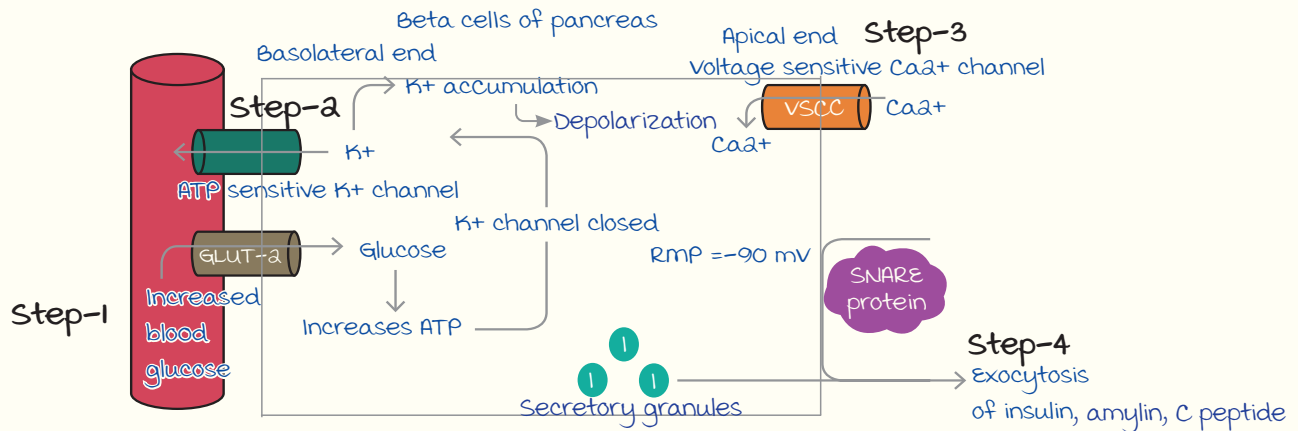 Beta cells of pancreas
Basolateral end
Apical end
Step-3
Voltage sensitive Ca2+ channel
Step-2
K+ accumulation
VSCC
Ca2+
Depolarization
Ca2+
K+
ATP sensitive K+ channel
K+ channel closed
GLUT-2
Glucose
RMP =-90 mV
SNARE
protein
Step-1
Increased
blood
glucose
Increases ATP
I
I
I
Secretory granules
Step-4
Exocytosis
of insulin, amylin, C peptide